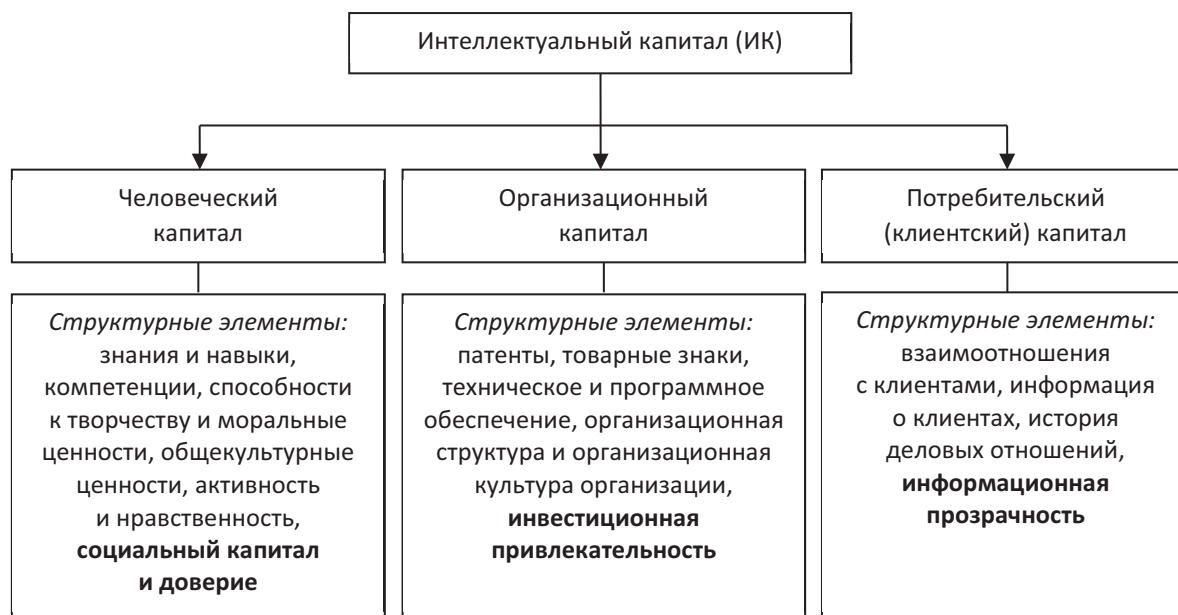 Интеллектуальный капитал (ИК)
Человеческий
капитал
Организационный
капитал
Потребительский
(клиентский) капитал
Структурные элементы:
знания и навыки,
компетенции, способности
к творчеству и моральные
ценности, общекультурные
ценности, активность
и нравственность,
социальный капитал
и доверие
Структурные элементы:
патенты, товарные знаки,
техническое и программное
обеспечение, организационная
структура и организационная
культура организации,
инвестиционная
привлекательность
Структурные элементы:
взаимоотношения
с клиентами, информация
о клиентах, история
деловых отношений,
информационная
прозрачность